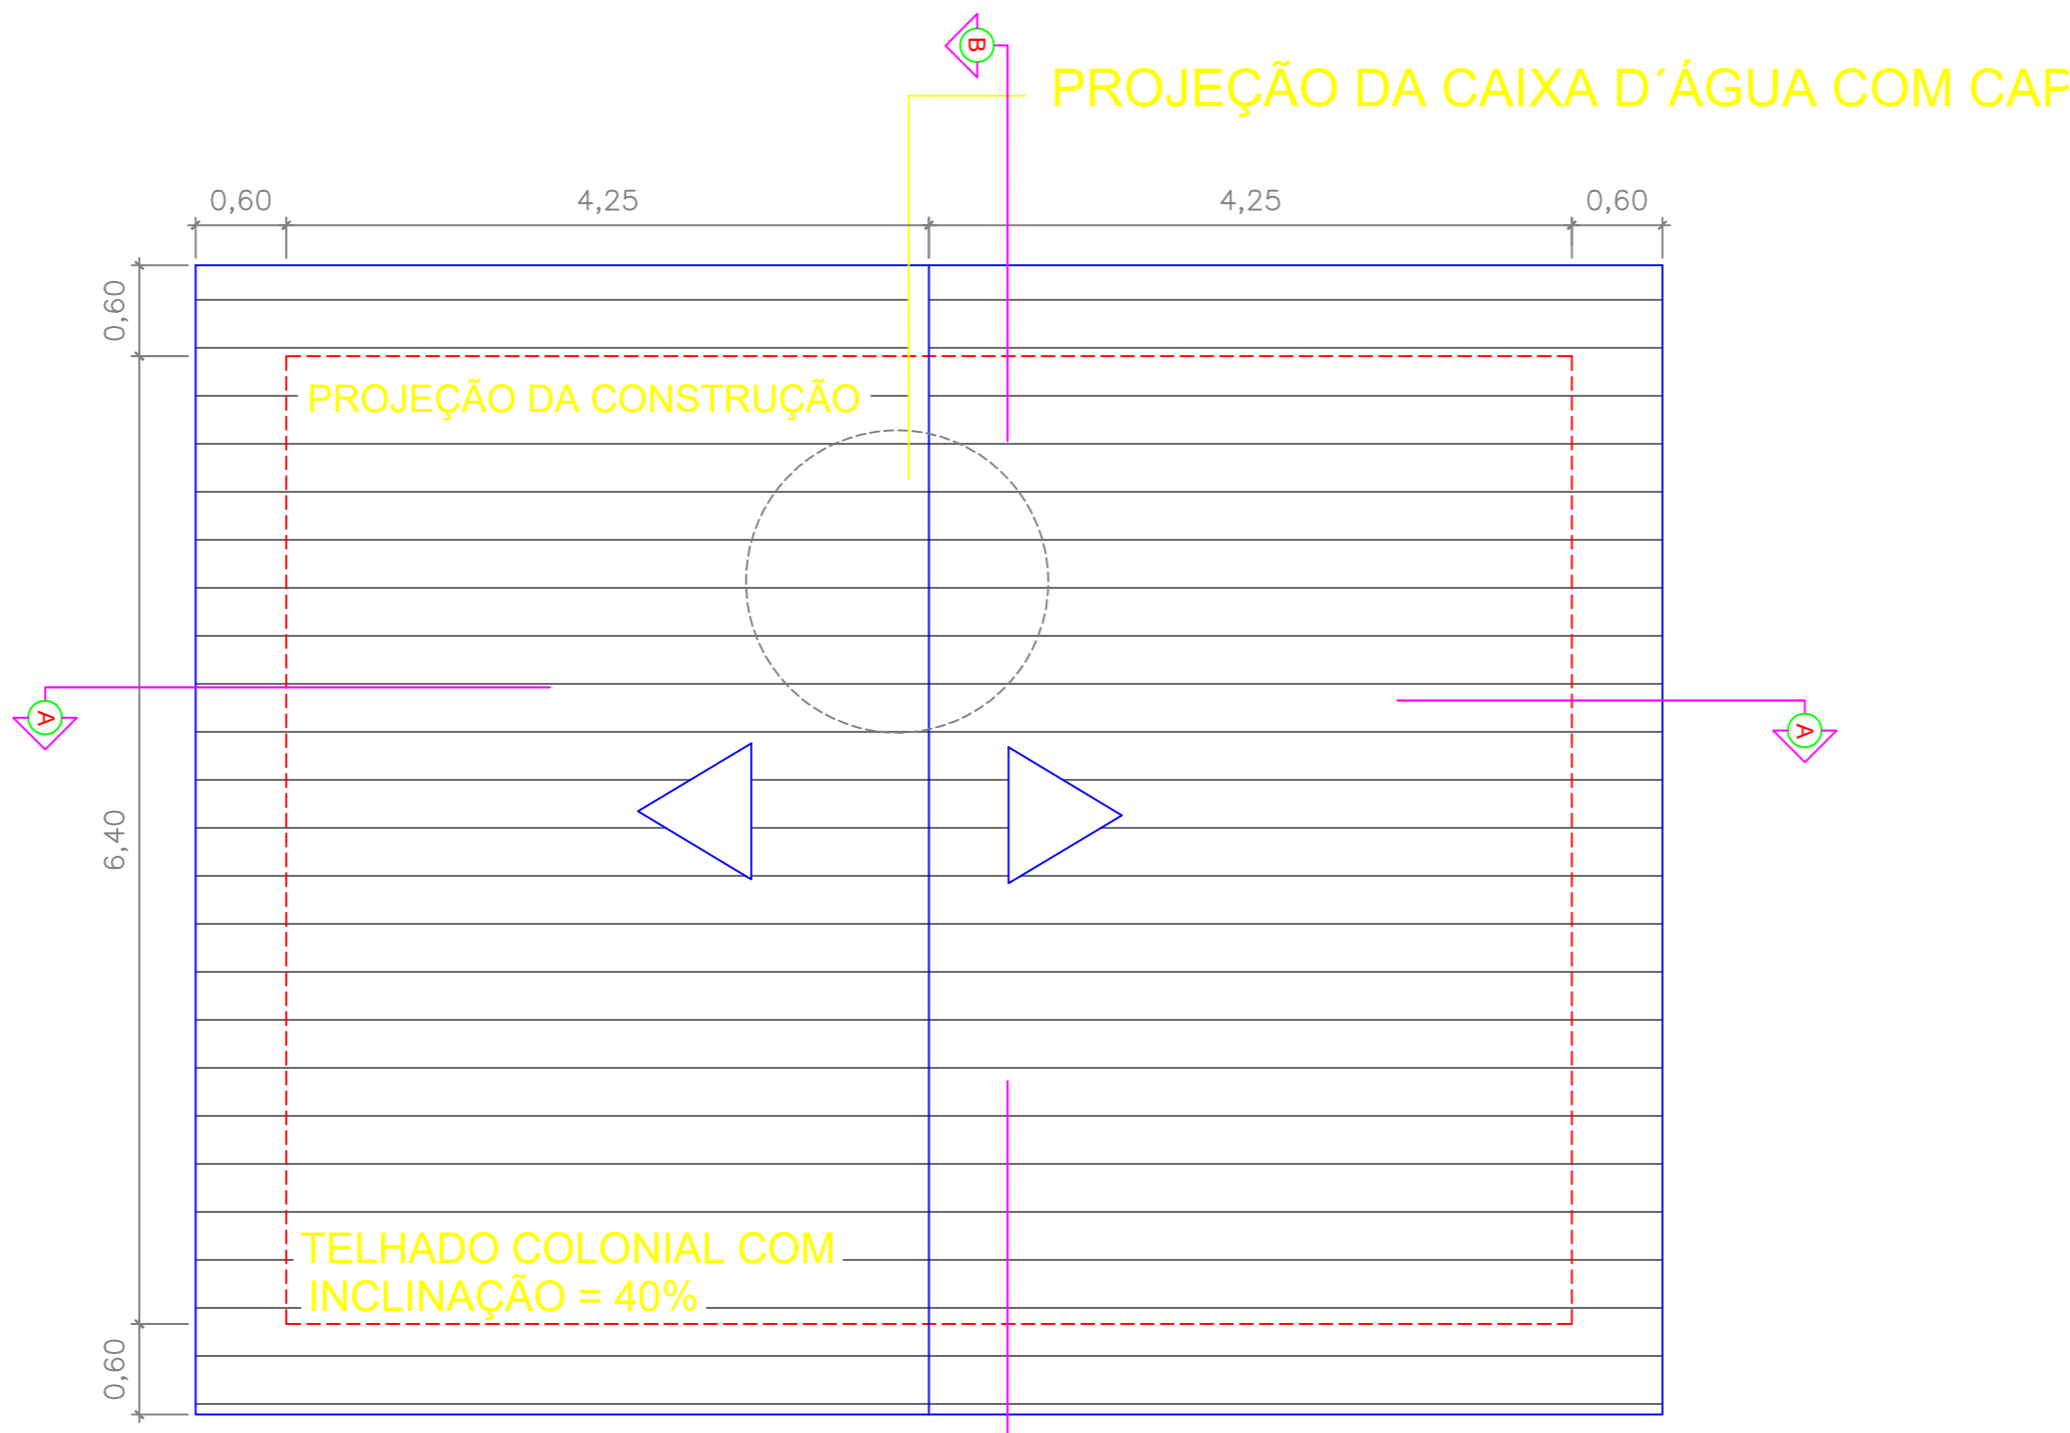 B
PROJEÇÃO DA CAIXA D´ÁGUA COM CAP
0,60
4,25
4,25
0,60
0,60
PROJEÇÃO DA CONSTRUÇÃO
A
A
6,40
TELHADO COLONIAL COM
INCLINAÇÃO = 40%
0,60